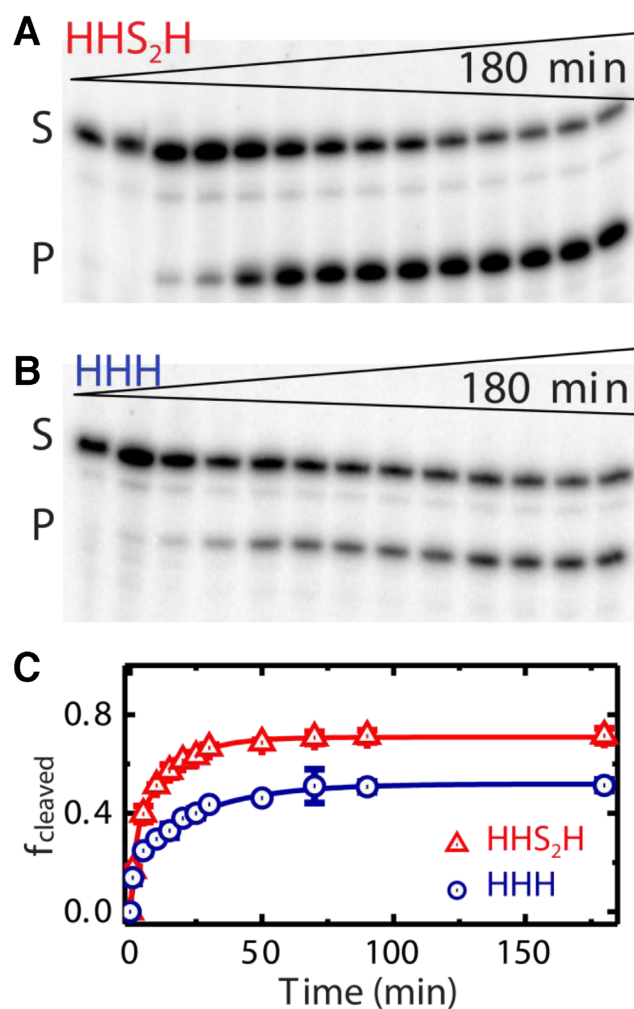 A
HHS₂H
180 min
S
P
B
HHH
180 min
S
P
C
0.8
0.4
0.0
f_cleaved
HHS₂H
HHH
0 50 100 150
Time (min)